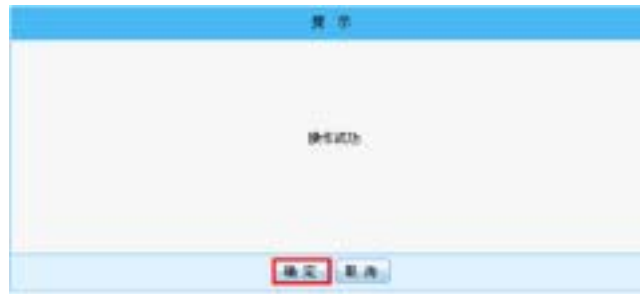 提 示
操作成功
确 定 取 消